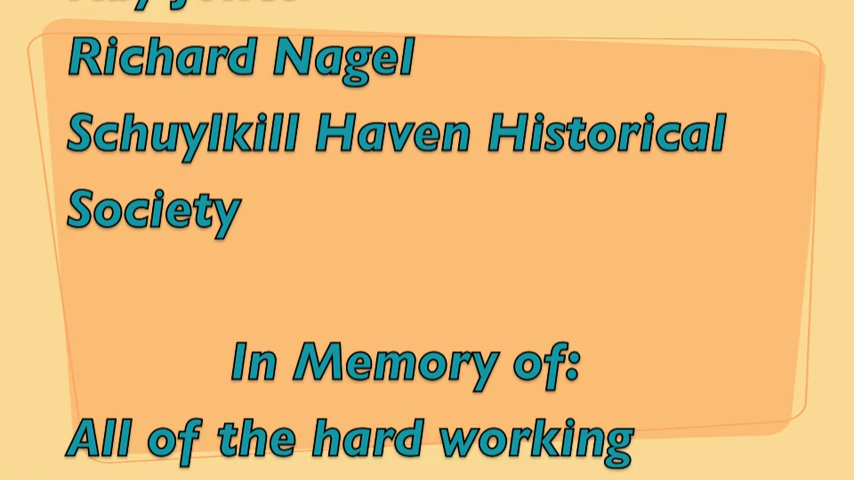 Richard Nagel
Schuylkill Haven Historical
Society
In Memory of:
All of the hard working